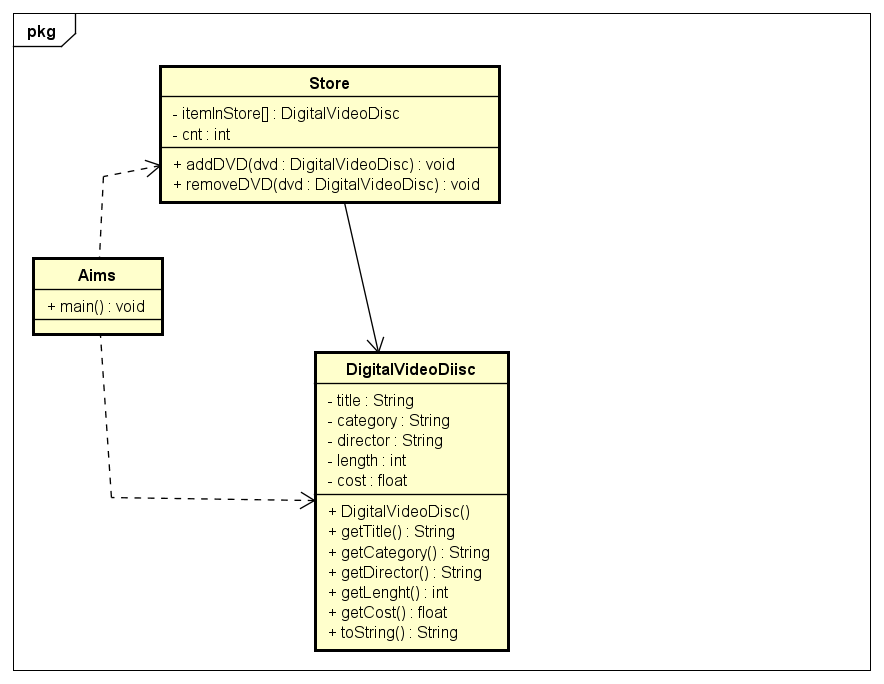 pkg
Store
- itemInStore[] : DigitalVideoDisc
- cnt : int
+ addDVD(dvd : DigitalVideoDisc) : void
+ removeDVD(dvd : DigitalVideoDisc) : void
Aims
+ main() : void
DigitalVideoDiisc
- title : String
- category : String
- director : String
- length : int
- cost : float
+ DigitalVideoDisc()
+ getTitle() : String
+ getCategory() : String
+ getDirector() : String
+ getLenght() : int
+ getCost() : float
+ toString() : String